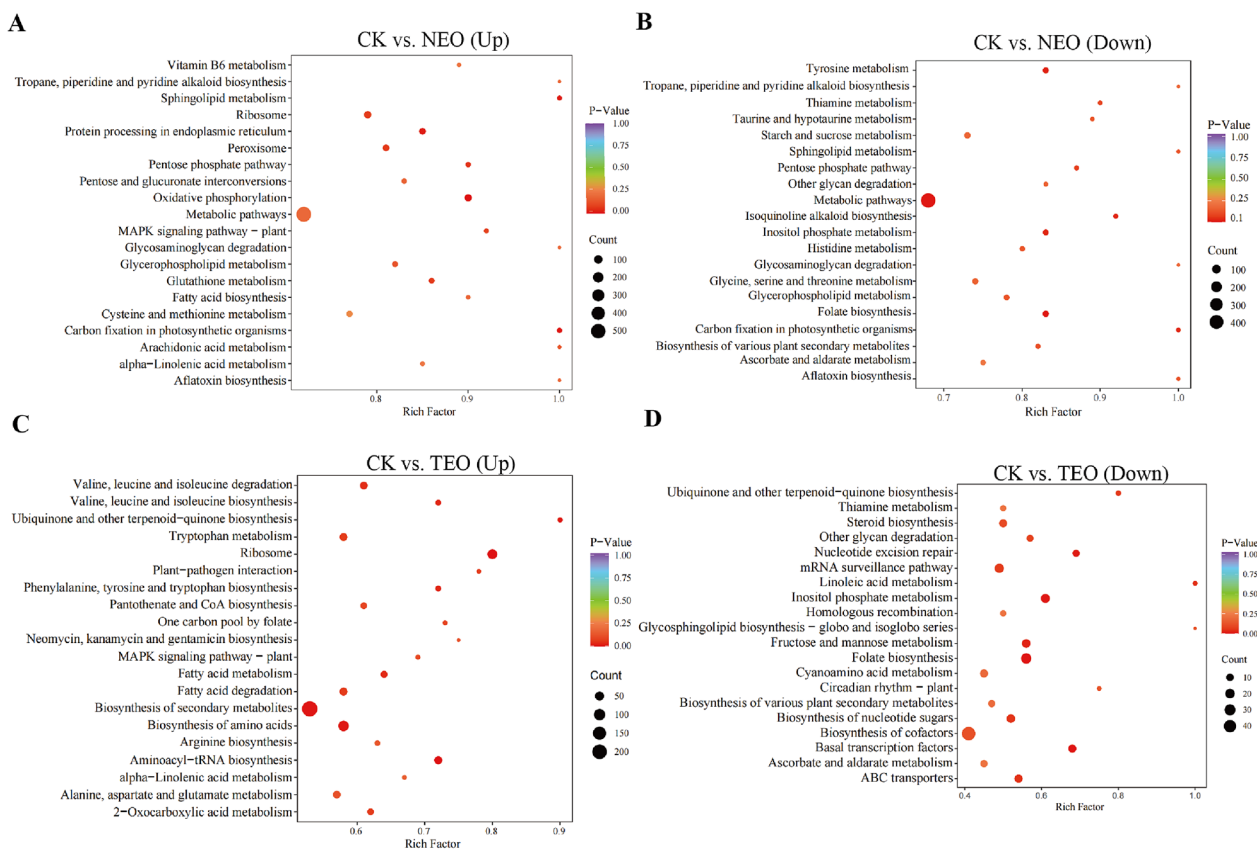 A
CK vs. NEO (Up)
Vitamin B6 metabolism
Tropane, piperidine and pyridine alkaloid biosynthesis
Sphingolipid metabolism
Ribosome
Protein processing in endoplasmic reticulum
Peroxisome
Pentose phosphate pathway
Pentose and glucuronate interconversions
Oxidative phosphorylation
Metabolic pathways
MAPK signaling pathway − plant
Glycosaminoglycan degradation
Glycerophospholipid metabolism
Glutathione metabolism
Fatty acid biosynthesis
Cysteine and methionine metabolism
Carbon fixation in photosynthetic organisms
Arachidonic acid metabolism
alpha−Linolenic acid metabolism
Aflatoxin biosynthesis
0.8 0.9 1.0
Rich Factor
P−Value
1.00
0.75
0.50
0.25
0.00
Count
100
200
300
400
500
B
CK vs. NEO (Down)
Tyrosine metabolism
Tropane, piperidine and pyridine alkaloid biosynthesis
Thiamine metabolism
Taurine and hypotaurine metabolism
Starch and sucrose metabolism
Sphingolipid metabolism
Pentose phosphate pathway
Other glycan degradation
Metabolic pathways
Isoquinoline alkaloid biosynthesis
Inositol phosphate metabolism
Histidine metabolism
Glycosaminoglycan degradation
Glycine, serine and threonine metabolism
Glycerophospholipid metabolism
Folate biosynthesis
Carbon fixation in photosynthetic organisms
Biosynthesis of various plant secondary metabolites
Ascorbate and aldarate metabolism
Aflatoxin biosynthesis
0.7 0.8 0.9 1.0
Rich Factor
P−Value
1.00
0.75
0.50
0.25
0.1
Count
100
200
300
400
C
CK vs. TEO (Up)
Valine, leucine and isoleucine degradation
Valine, leucine and isoleucine biosynthesis
Ubiquinone and other terpenoid−quinone biosynthesis
Tryptophan metabolism
Ribosome
Plant−pathogen interaction
Phenylalanine, tyrosine and tryptophan biosynthesis
Pantothenate and CoA biosynthesis
One carbon pool by folate
Neomycin, kanamycin and gentamicin biosynthesis
MAPK signaling pathway − plant
Fatty acid metabolism
Fatty acid degradation
Biosynthesis of secondary metabolites
Biosynthesis of amino acids
Arginine biosynthesis
Aminoacyl−tRNA biosynthesis
alpha−Linolenic acid metabolism
Alanine, aspartate and glutamate metabolism
2−Oxocarboxylic acid metabolism
0.6 0.7 0.8 0.9
Rich Factor
P−Value
1.00
0.75
0.50
0.25
0.00
Count
50
100
150
200
D
CK vs. TEO (Down)
Ubiquinone and other terpenoid−quinone biosynthesis
Thiamine metabolism
Steroid biosynthesis
Other glycan degradation
Nucleotide excision repair
mRNA surveillance pathway
Linoleic acid metabolism
Inositol phosphate metabolism
Homologous recombination
Glycosphingolipid biosynthesis − globo and isoglobo series
Fructose and mannose metabolism
Folate biosynthesis
Cyanoamino acid metabolism
Circadian rhythm − plant
Biosynthesis of various plant secondary metabolites
Biosynthesis of nucleotide sugars
Biosynthesis of cofactors
Basal transcription factors
Ascorbate and aldarate metabolism
ABC transporters
0.4 0.6 0.8 1.0
Rich Factor
P−Value
1.00
0.75
0.50
0.25
0.00
Count
10
20
30
40